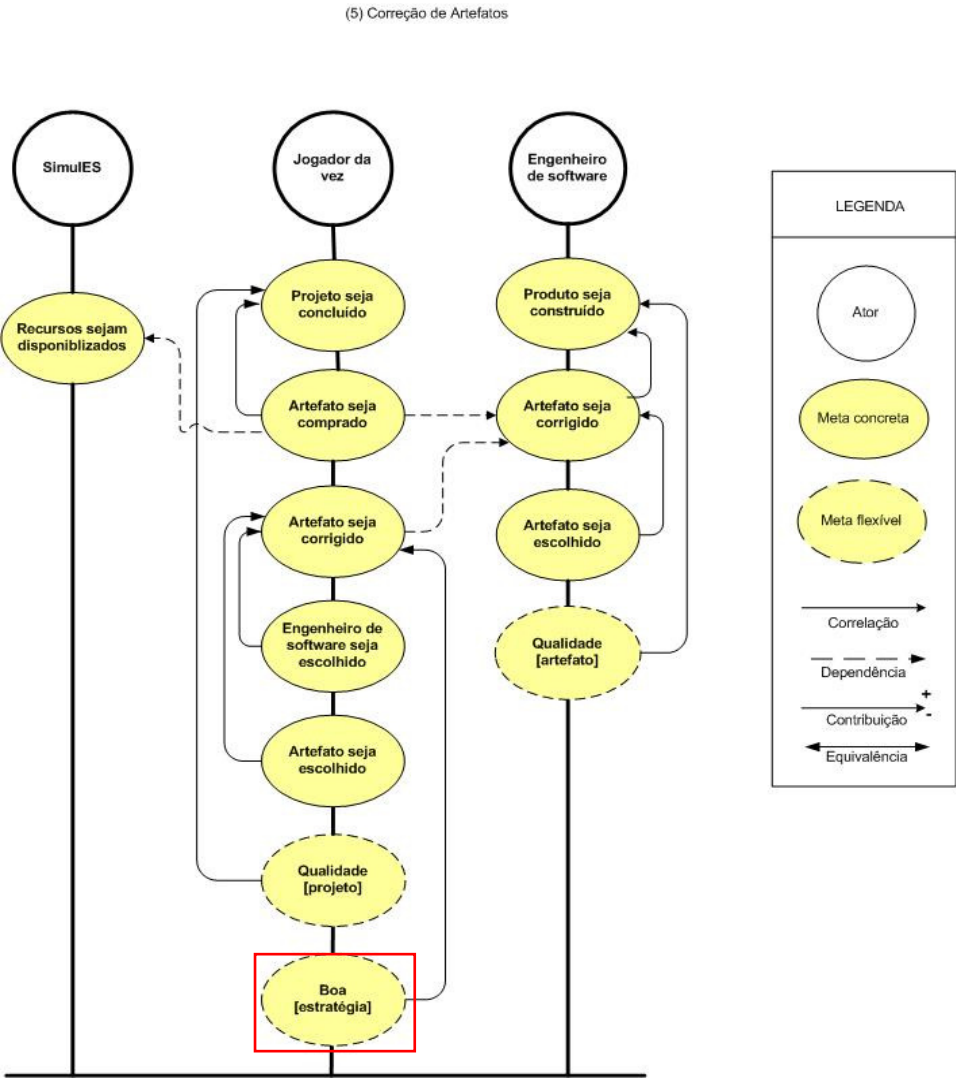 (5) Correção de Artefatos
SimulES
Jogador da
vez
Engenheiro
de software
LEGENDA
Projeto seja
concluído
Produto seja
construído
Recursos sejam
disponiblizados
Ator
Artefato seja
comprado
Artefato seja
corrigido
Meta concreta
Artefato seja
corrigido
Artefato seja
escolhido
Meta flexível
Engenheiro de
software seja
escolhido
Qualidade
[artefato]
Correlação
Dependência
+
-
Contribuição
Equivalência
Artefato seja
escolhido
Qualidade
[projeto]
Boa
[estratégia]